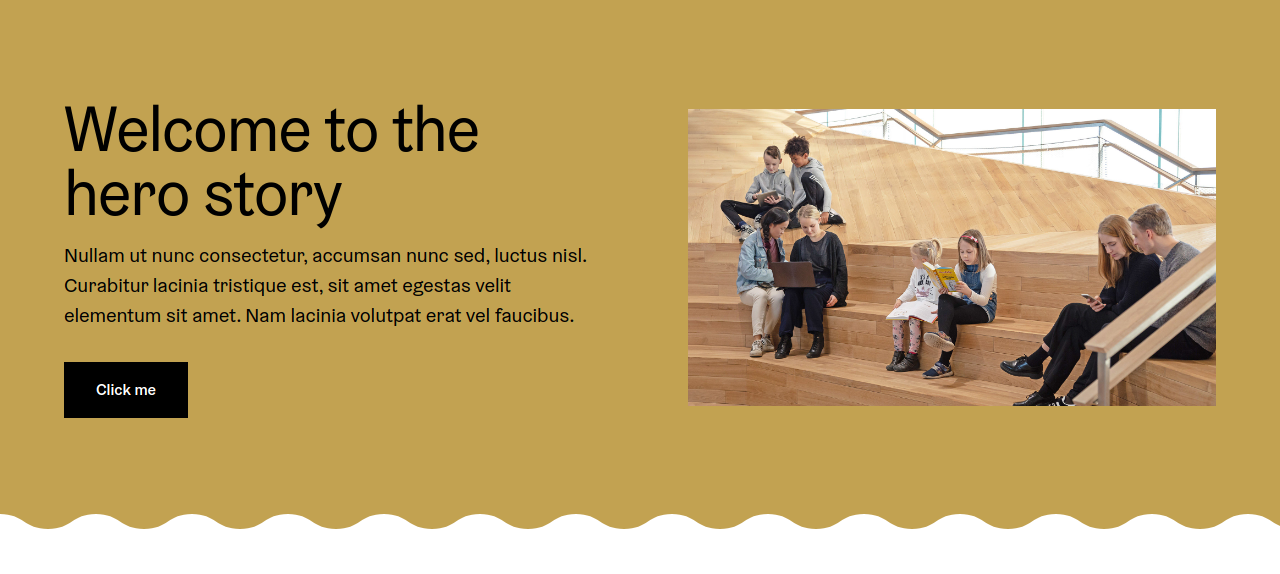 Welcome to the
hero story
Nullam ut nunc consectetur, accumsan nunc sed, luctus nisl.
Curabitur lacinia tristique est, sit amet egestas velit
elementum sit amet. Nam lacinia volutpat erat vel faucibus.
Click me